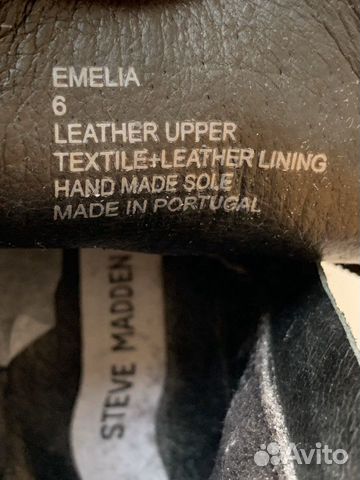 EMELIA
6
LEATHER UPPER
TEXTILE+LEATHER LINING
HAND MADE SOLE
MADE IN PORTUGAL
STEVE MADDEN
Avito